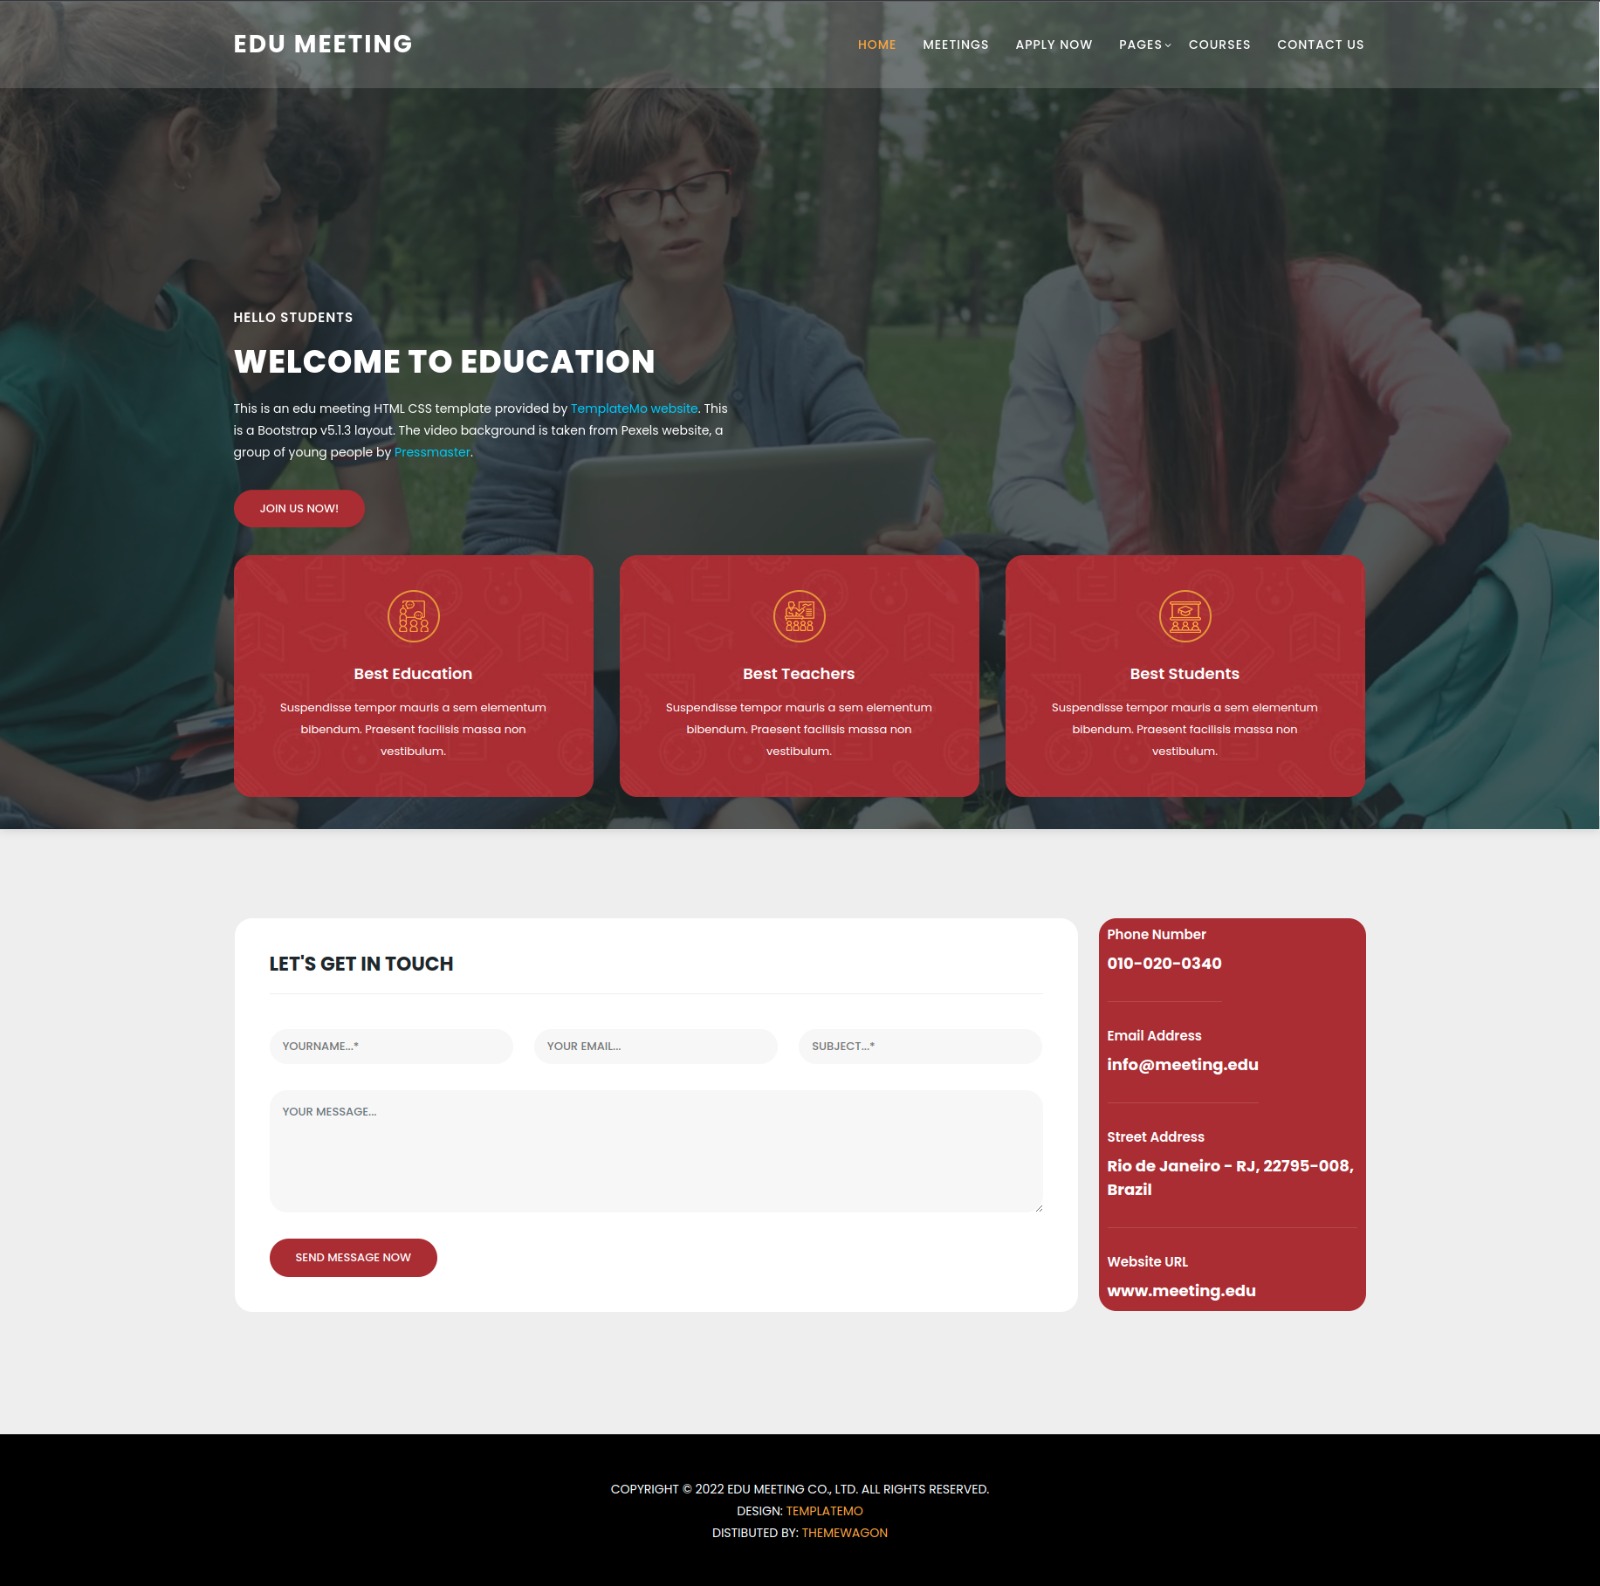 EDU MEETING
HOME MEETINGS APPLY NOW PAGES COURSES CONTACT US
HELLO STUDENTS
WELCOME TO EDUCATION
This is an edu meeting HTML CSS template provided by TemplateMo website. This
is a Bootstrap v5.1.3 layout. The video background is taken from Pexels website, a
group of young people by Pressmaster.
JOIN US NOW!
Best Education
Suspendisse tempor mauris a sem elementum
bibendum. Praesent facilisis massa non
vestibulum.
Best Teachers
Suspendisse tempor mauris a sem elementum
bibendum. Praesent facilisis massa non
vestibulum.
Best Students
Suspendisse tempor mauris a sem elementum
bibendum. Praesent facilisis massa non
vestibulum.
LET'S GET IN TOUCH
YOURNAME...*
YOUR EMAIL...
SUBJECT...*
YOUR MESSAGE...
SEND MESSAGE NOW
Phone Number
010-020-0340
Email Address
info@meeting.edu
Street Address
Rio de Janeiro - RJ, 22795-008,
Brazil
Website URL
www.meeting.edu
COPYRIGHT © 2022 EDU MEETING CO., LTD. ALL RIGHTS RESERVED.
DESIGN: TEMPLATEMO
DISTIBUTED BY: THEMEWAGON